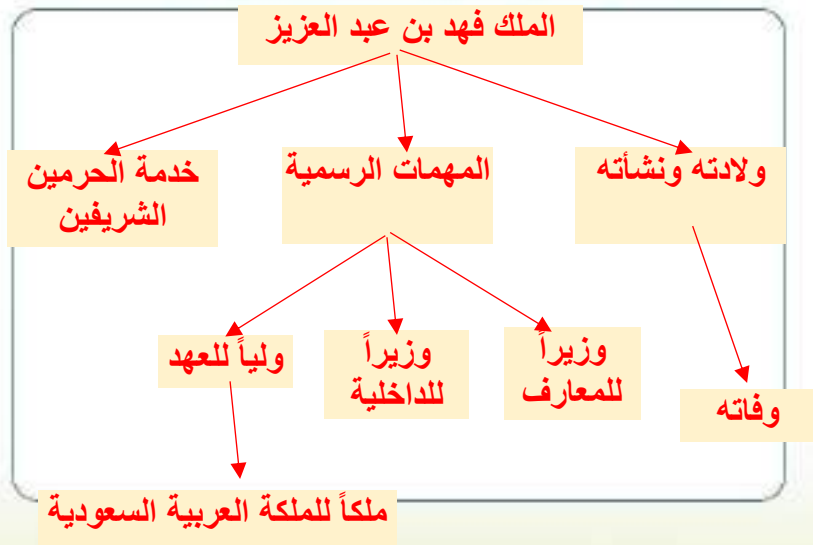 الملك فهد بن عبد العزيز
ولادته ونشأته
المهمات الرسمية
خدمة الحرمين
الشريفين
وزيراً
للمعارف
وزيراً
للداخلية
ولياً للعهد
وفاته
ملكاً للملكة العربية السعودية